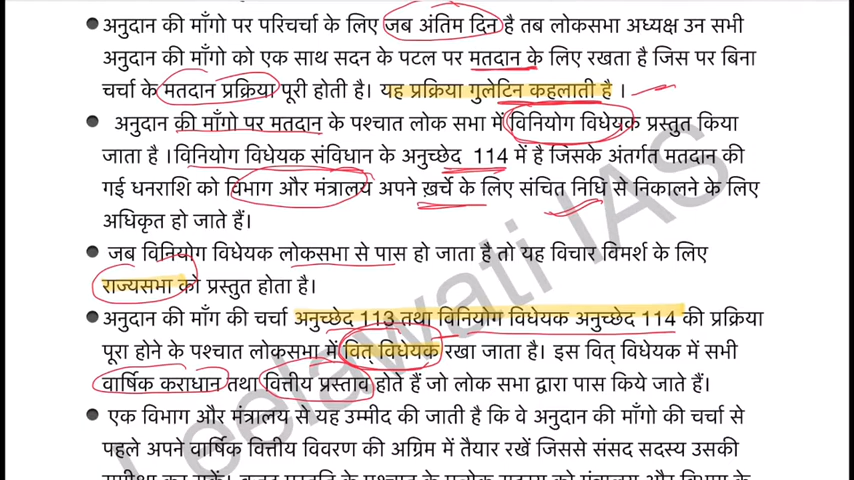 अनुदान की माँगो पर परिचर्चा के लिए जब अंतिम दिन है तब लोकसभा अध्यक्ष उन सभी
अनुदान की माँगो को एक साथ सदन के पटल पर मतदान के लिए रखता है जिस पर बिना
चर्चा के मतदान प्रक्रिया पूरी होती है। यह प्रक्रिया गुलेटिन कहलाती है ।
अनुदान की माँगो पर मतदान के पश्चात लोक सभा में विनियोग विधेयक प्रस्तुत किया
जाता है । विनियोग विधेयक संविधान के अनुच्छेद 114 में है जिसके अंतर्गत मतदान की
गई धनराशि को विभाग और मंत्रालय अपने ख़र्चे के लिए संचित निधि से निकालने के लिए
अधिकृत हो जाते हैं।
जब विनियोग विधेयक लोकसभा से पास हो जाता है तो यह विचार विमर्श के लिए
राज्यसभा को प्रस्तुत होता है।
अनुदान की माँग की चर्चा अनुच्छेद 113 तथा विनियोग विधेयक अनुच्छेद 114 की प्रक्रिया
पूरा होने के पश्चात लोकसभा में वित् विधेयक रखा जाता है। इस वित् विधेयक में सभी
वार्षिक कराधान तथा वित्तीय प्रस्ताव होते हैं जो लोक सभा द्वारा पास किये जाते हैं।
एक विभाग और मंत्रालय से यह उम्मीद की जाती है कि वे अनुदान की माँगो की चर्चा से
पहले अपने वार्षिक वित्तीय विवरण की अग्रिम में तैयार रखें जिससे संसद सदस्य उसकी
Leelawati IAS